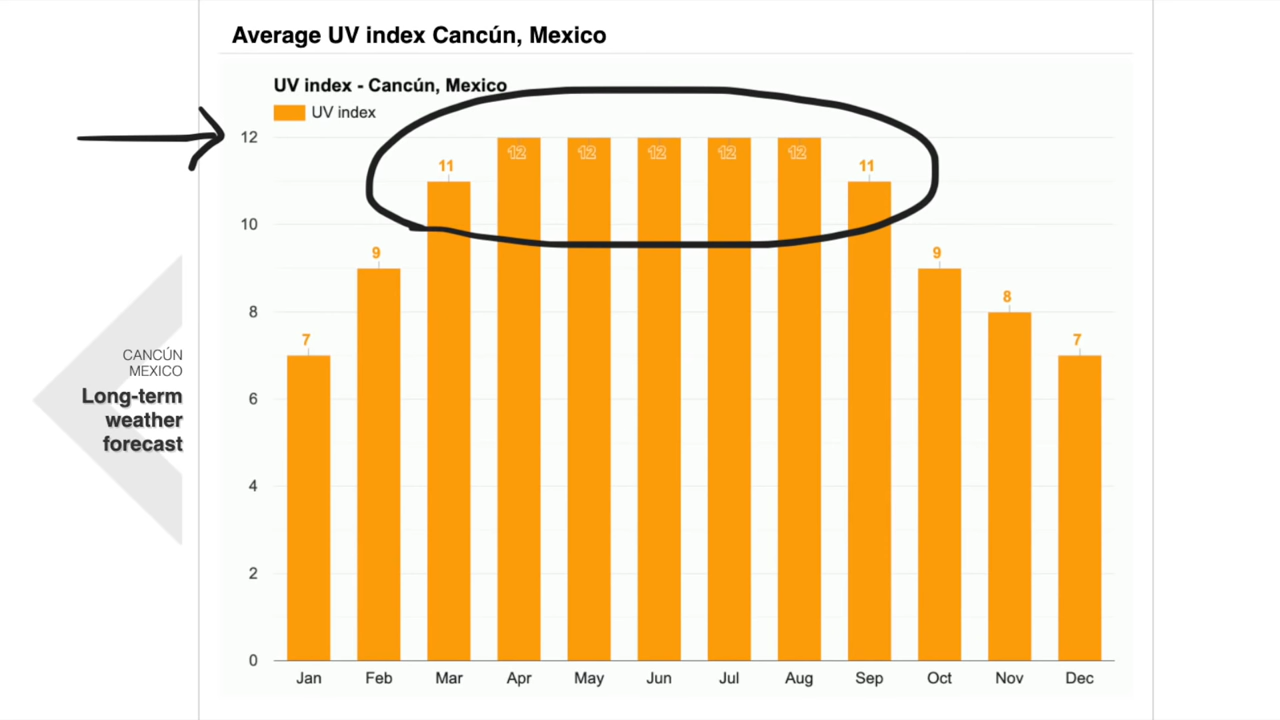 Average UV index Cancún, Mexico
UV index - Cancún, Mexico
UV index
12
10
8
6
4
2
0
7
9
11
12
12
12
12
12
11
9
8
7
Jan
Feb
Mar
Apr
May
Jun
Jul
Aug
Sep
Oct
Nov
Dec
CANCÚN
MEXICO
Long-term
weather
forecast